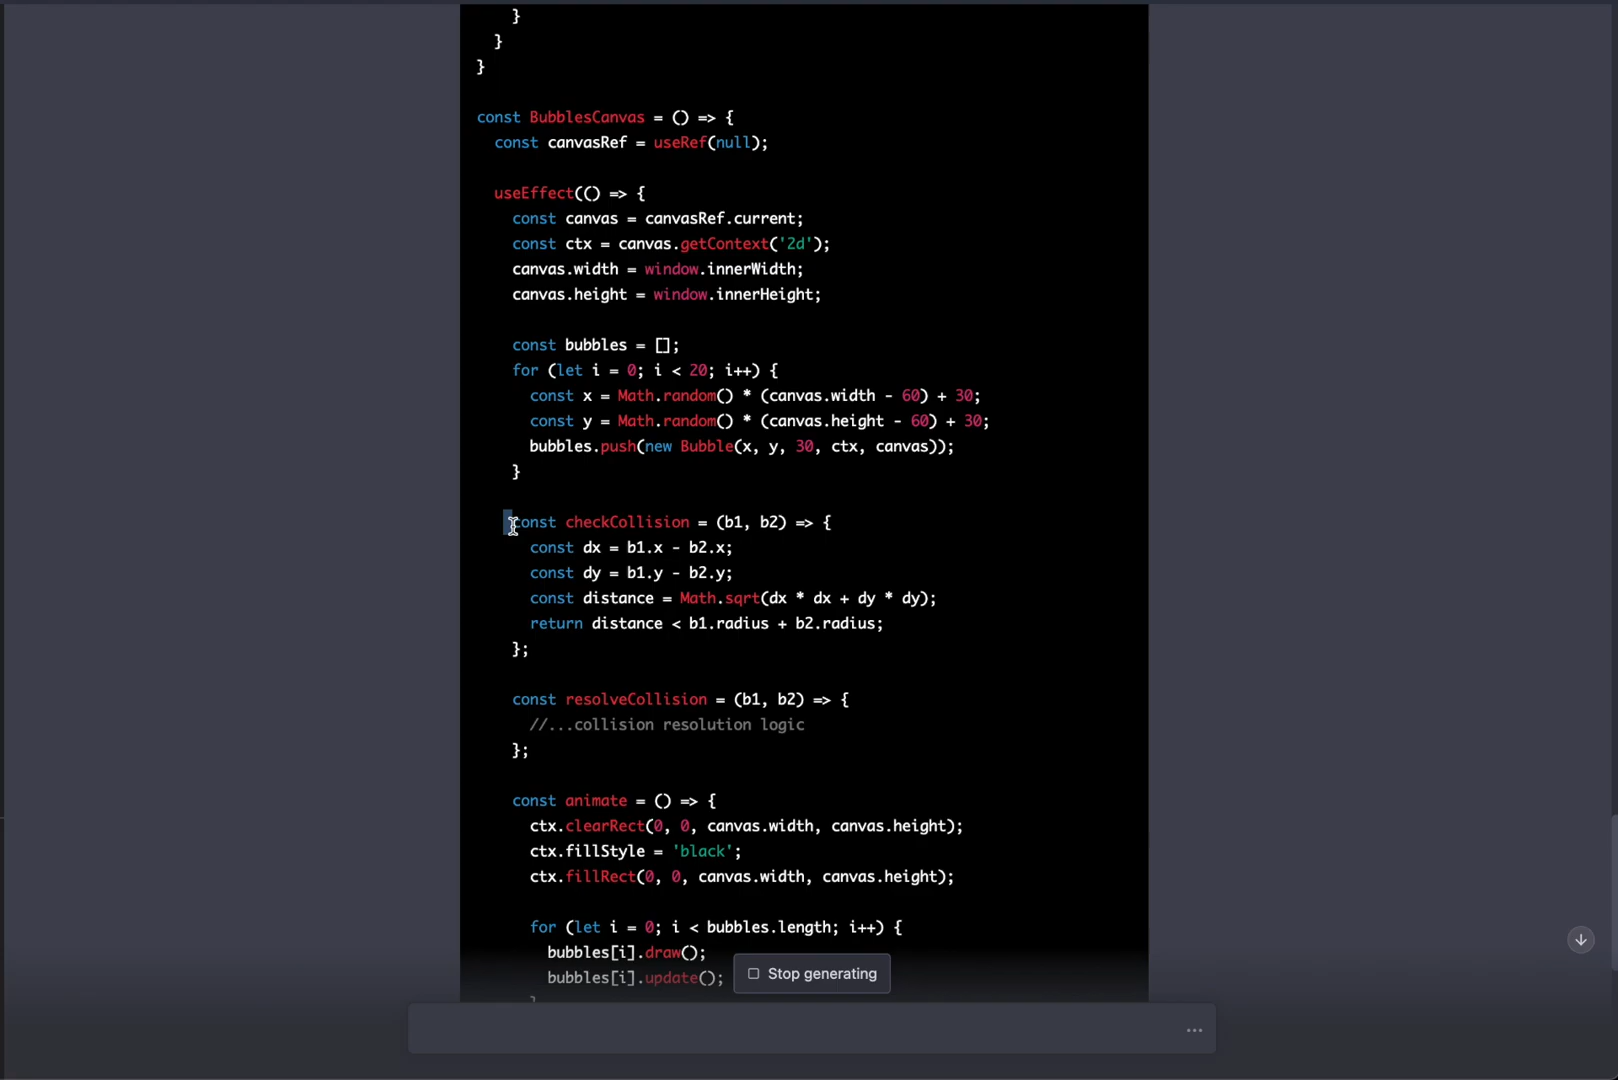 }
}
}
const BubblesCanvas = () => {
const canvasRef = useRef(null);
useEffect(() => {
const canvas = canvasRef.current;
const ctx = canvas.getContext('2d');
canvas.width = window.innerWidth;
canvas.height = window.innerHeight;
const bubbles = [];
for (let i = 0; i < 20; i++) {
const x = Math.random() * (canvas.width - 60) + 30;
const y = Math.random() * (canvas.height - 60) + 30;
bubbles.push(new Bubble(x, y, 30, ctx, canvas));
}
const checkCollision = (b1, b2) => {
const dx = b1.x - b2.x;
const dy = b1.y - b2.y;
const distance = Math.sqrt(dx * dx + dy * dy);
return distance < b1.radius + b2.radius;
};
const resolveCollision = (b1, b2) => {
//...collision resolution logic
};
const animate = () => {
ctx.clearRect(0, 0, canvas.width, canvas.height);
ctx.fillStyle = 'black';
ctx.fillRect(0, 0, canvas.width, canvas.height);
for (let i = 0; i < bubbles.length; i++) {
bubbles[i].draw();
bubbles[i].update();
Stop generating